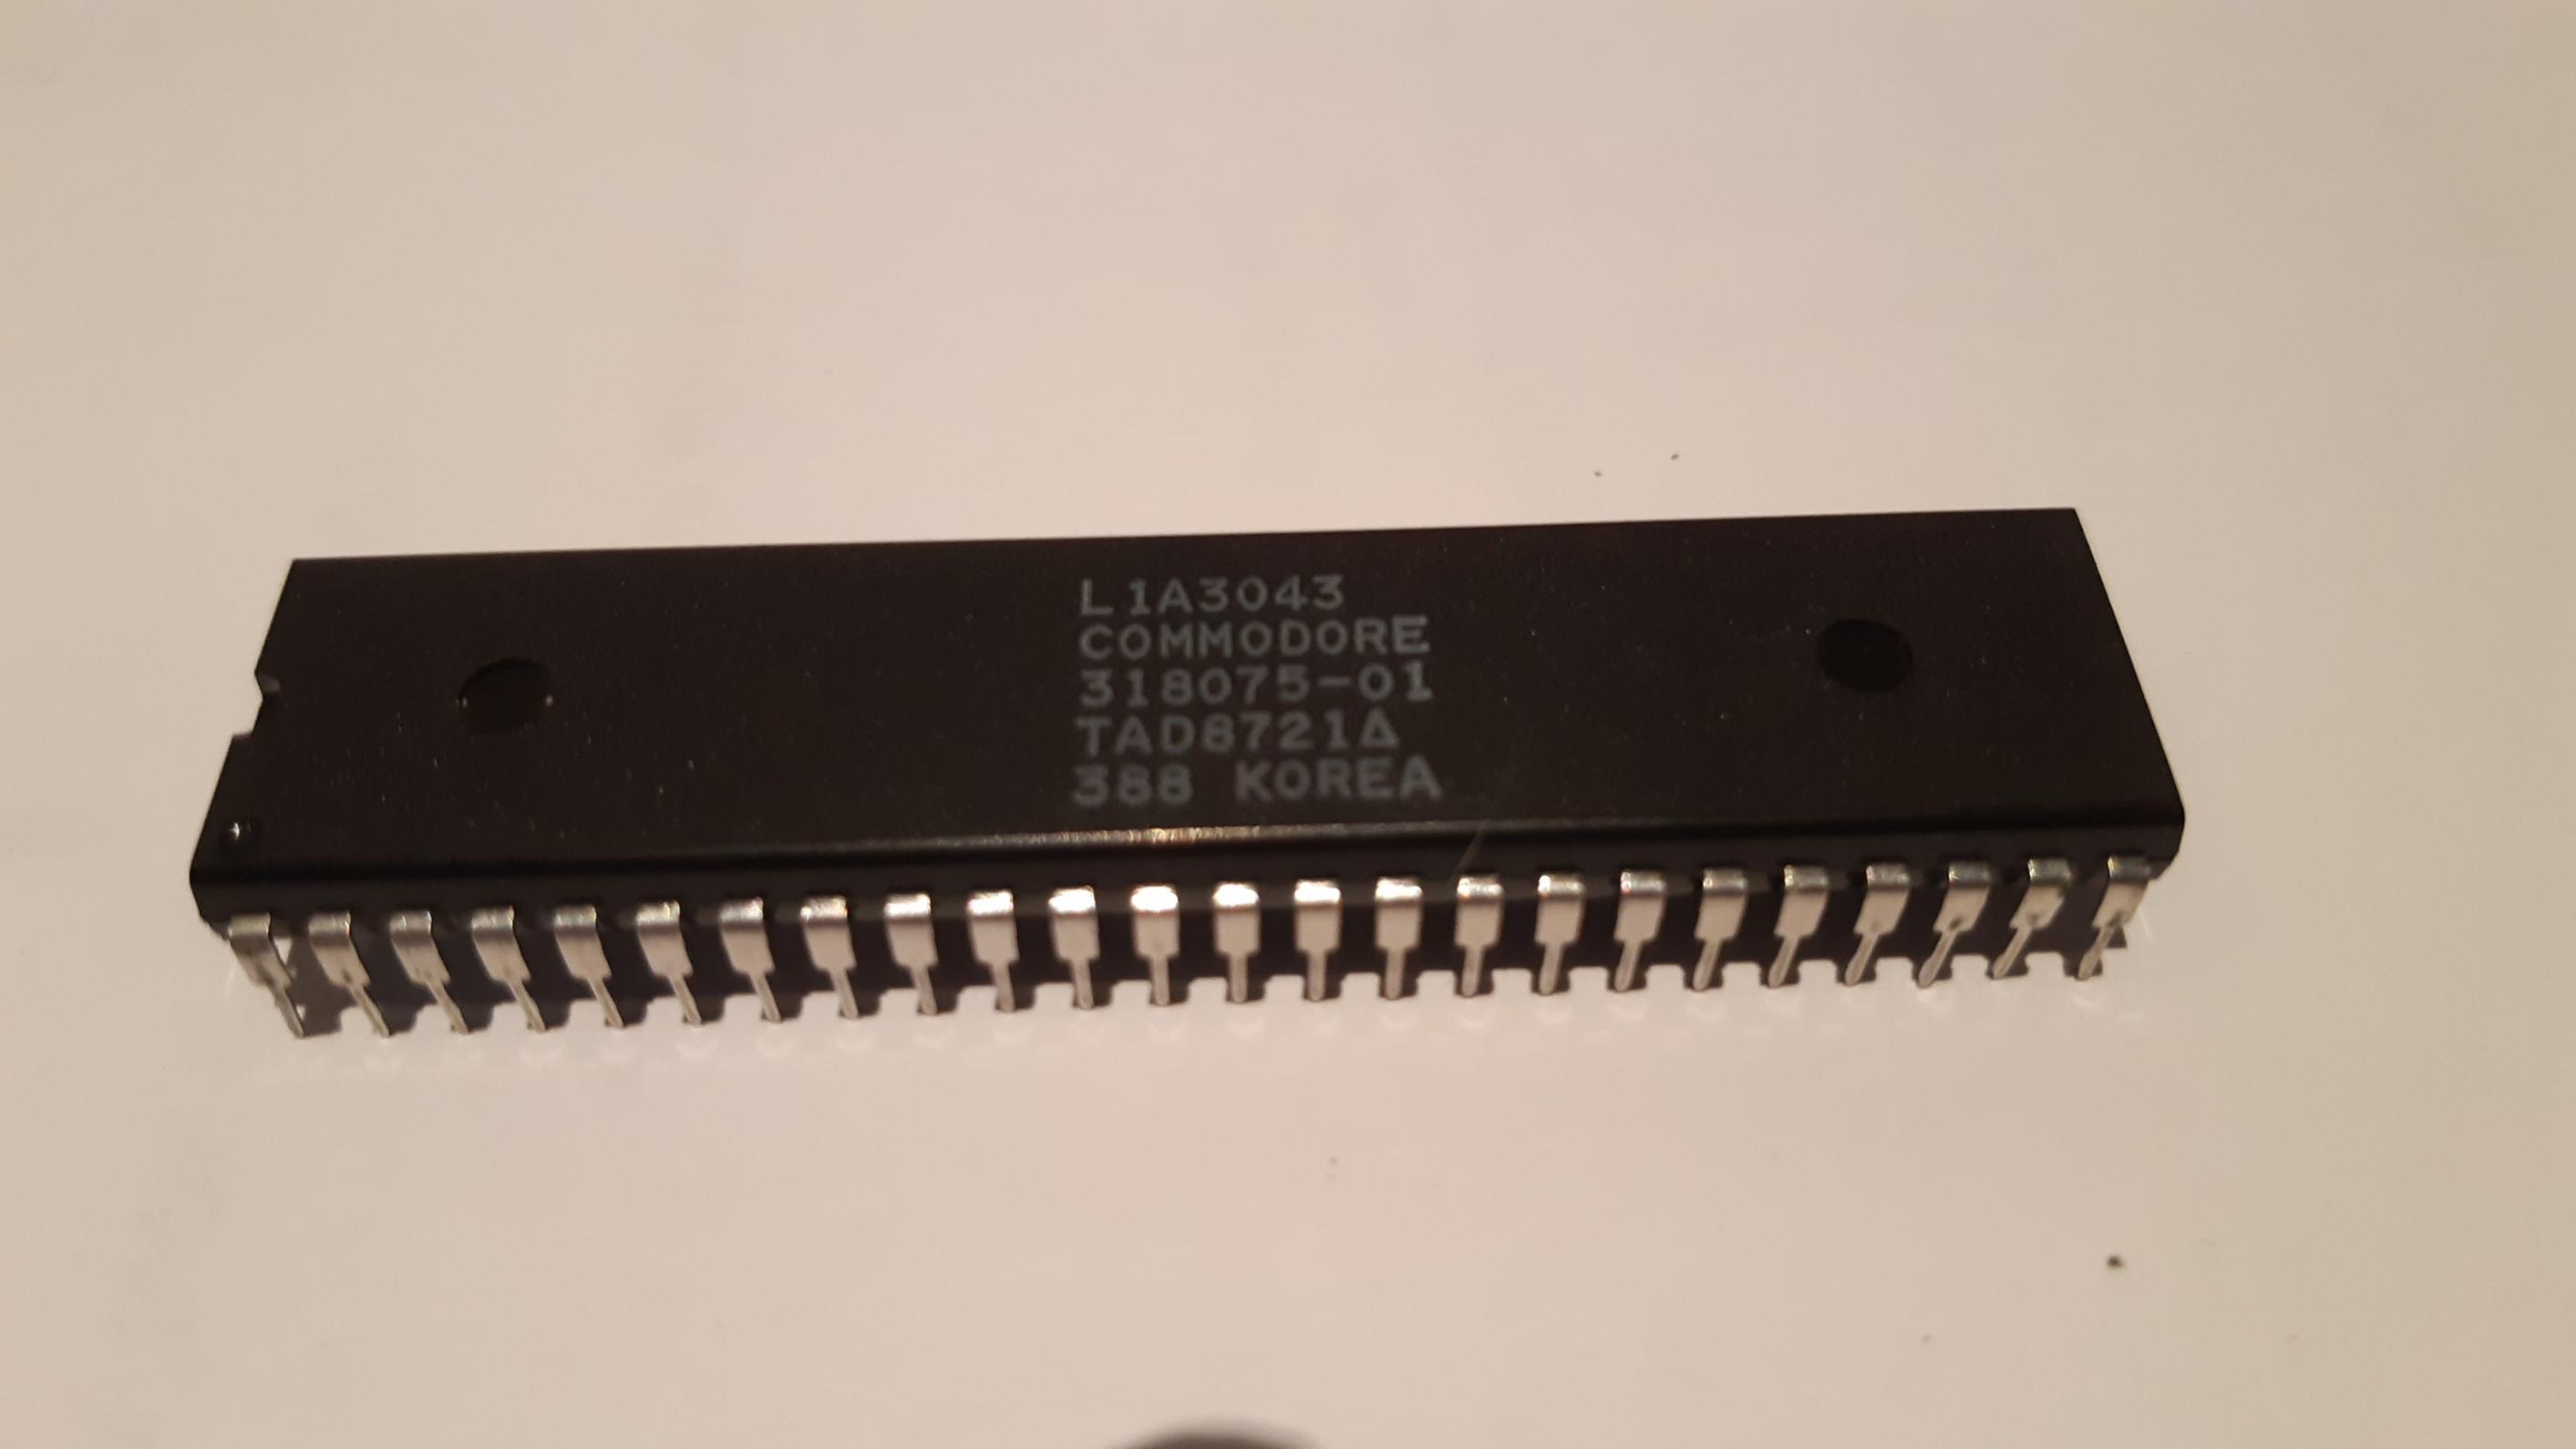 L1A3043
COMMODORE
318075-01
TAD8721Δ
388 KOREA